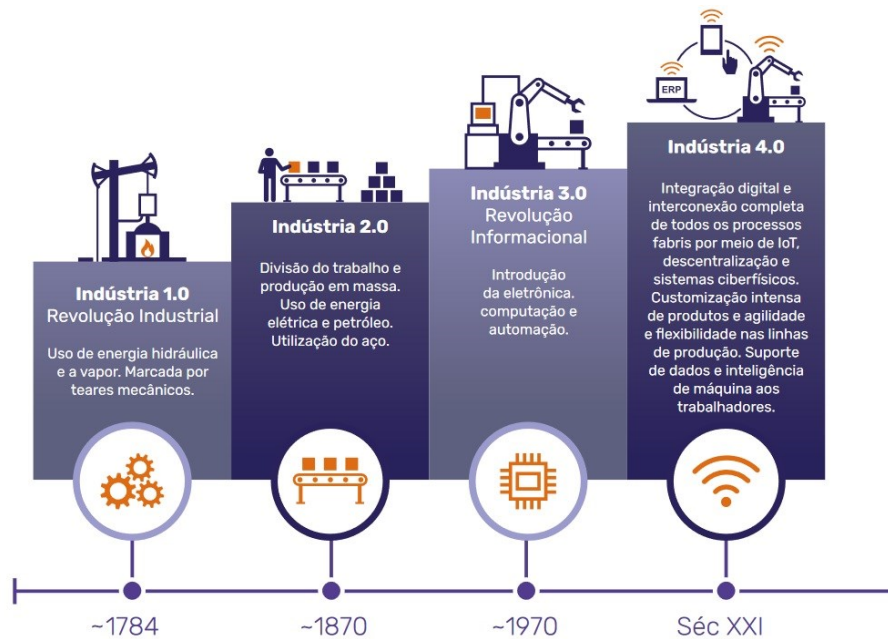 Indústria 1.0
Revolução Industrial
Uso de energia hidráulica
e a vapor. Marcada por
teares mecânicos.
Indústria 2.0
Divisão do trabalho e
produção em massa.
Uso de energia
elétrica e petróleo.
Utilização do aço.
Indústria 3.0
Revolução
Informacional
Introdução
da eletrônica.
computação e
automação.
ERP
Indústria 4.0
Integração digital e
interconexão completa
de todos os processos
fabris por meio de IoT,
descentralização e
sistemas ciberfísicos.
Customização intensa
de produtos e agilidade
e flexibilidade nas linhas
de produção. Suporte
de dados e inteligência
de máquina aos
trabalhadores.
~1784
~1870
~1970
Séc XXI